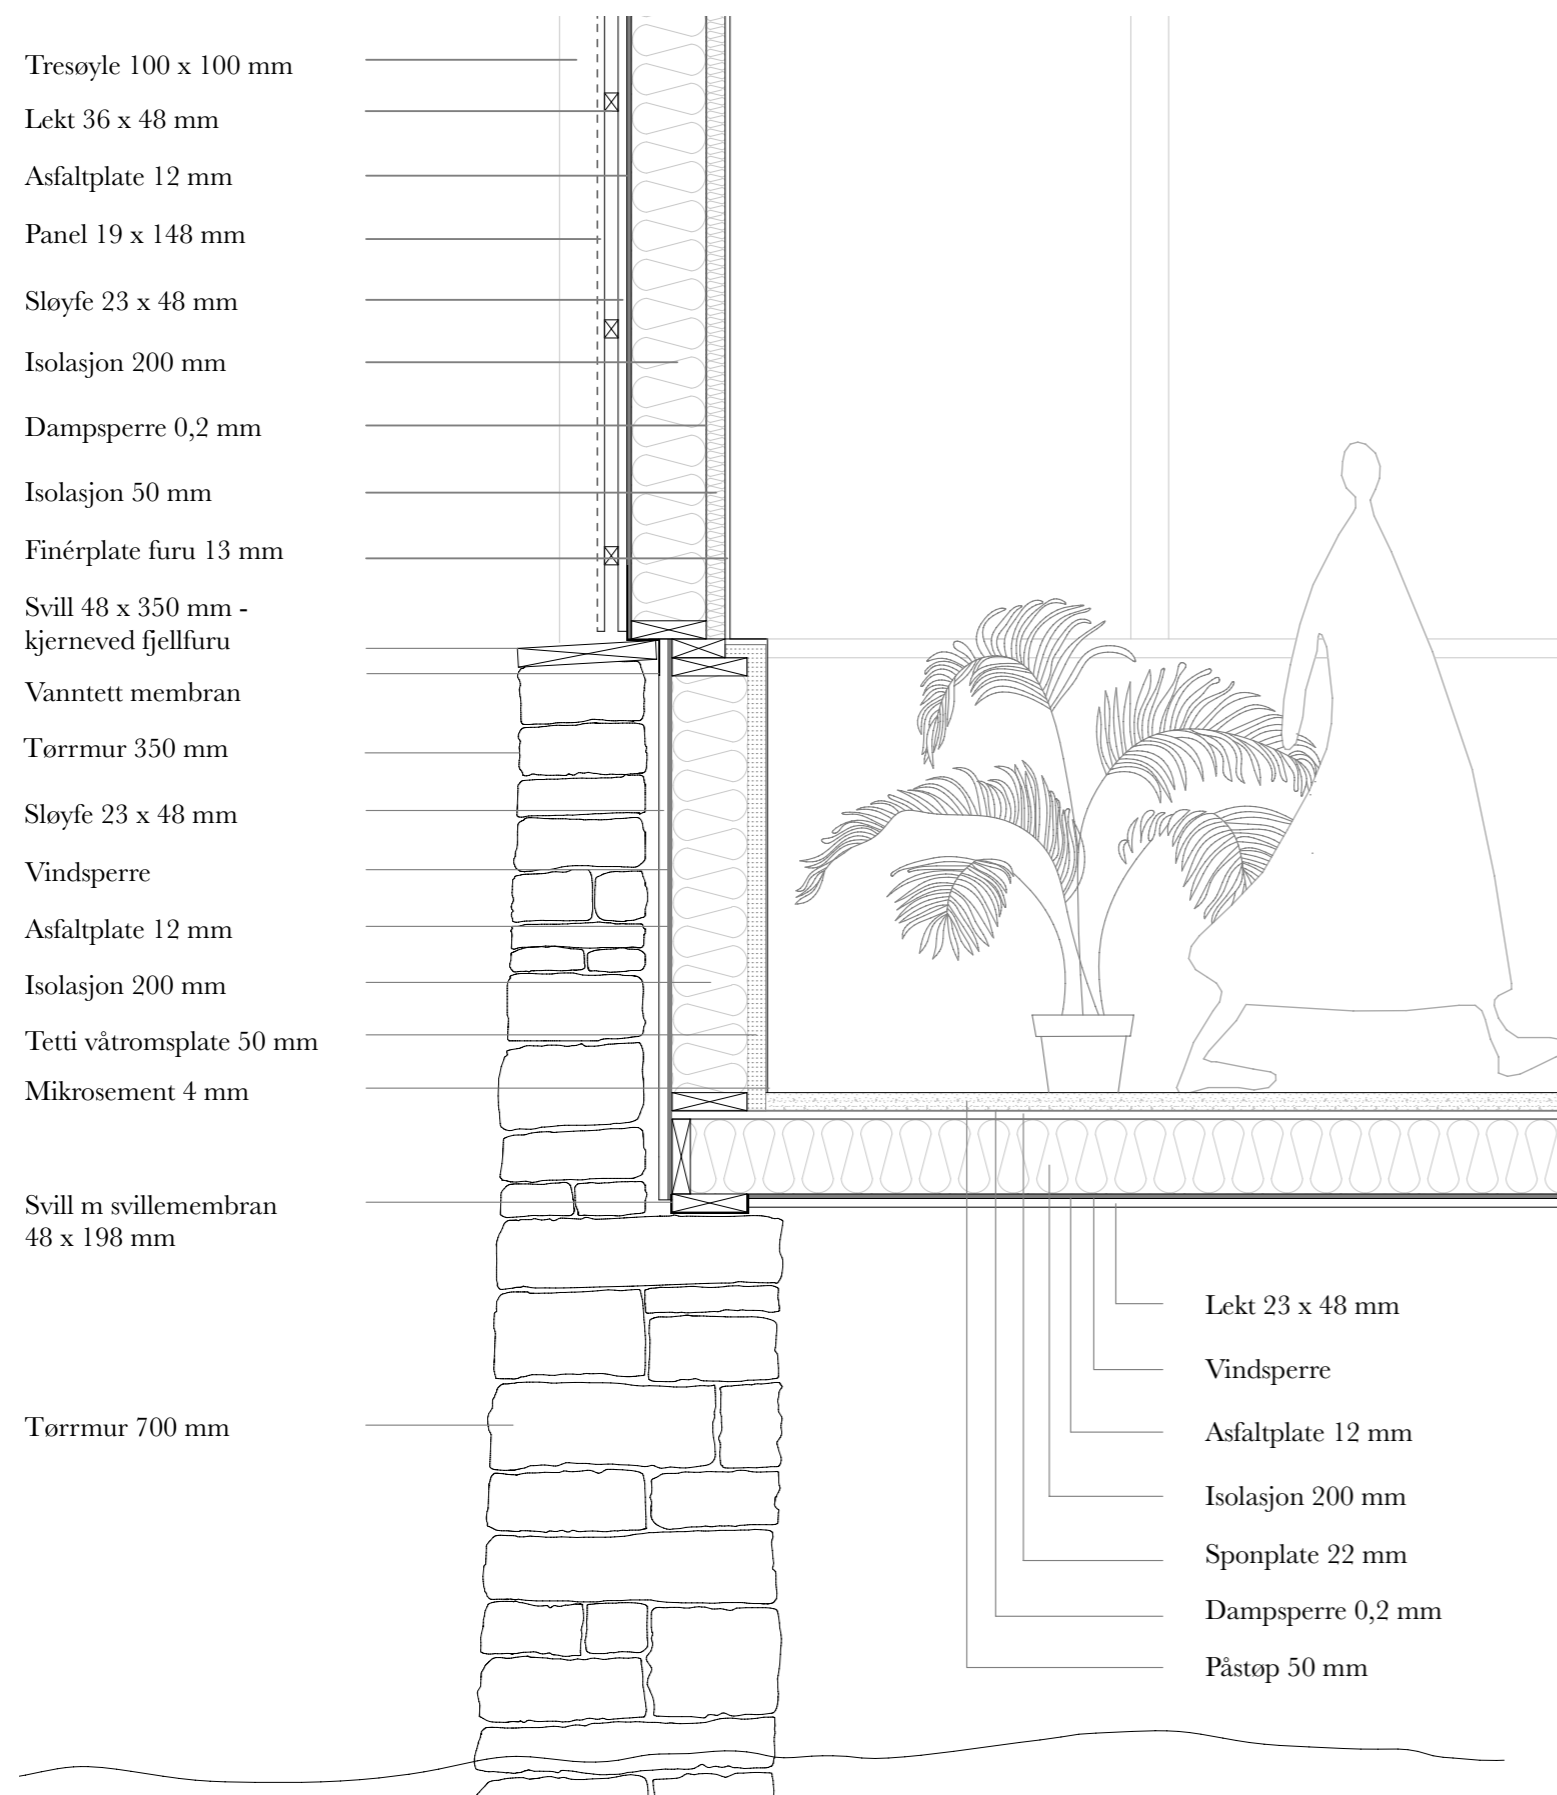 Tresøyle 100 x 100 mm
Lekt 36 x 48 mm
Asfaltplate 12 mm
Panel 19 x 148 mm
Sløyfe 23 x 48 mm
Isolasjon 200 mm
Dampsperre 0,2 mm
Isolasjon 50 mm
Finérplate furu 13 mm
Svill 48 x 350 mm -
kjerneved fjellfuru
Vanntett membran
Tørrmur 350 mm
Sløyfe 23 x 48 mm
Vindsperre
Asfaltplate 12 mm
Isolasjon 200 mm
Tetti våtromsplate 50 mm
Mikrosement 4 mm
Svill m svillemembran
48 x 198 mm
Tørrmur 700 mm
Lekt 23 x 48 mm
Vindsperre
Asfaltplate 12 mm
Isolasjon 200 mm
Sponplate 22 mm
Dampsperre 0,2 mm
Påstøp 50 mm